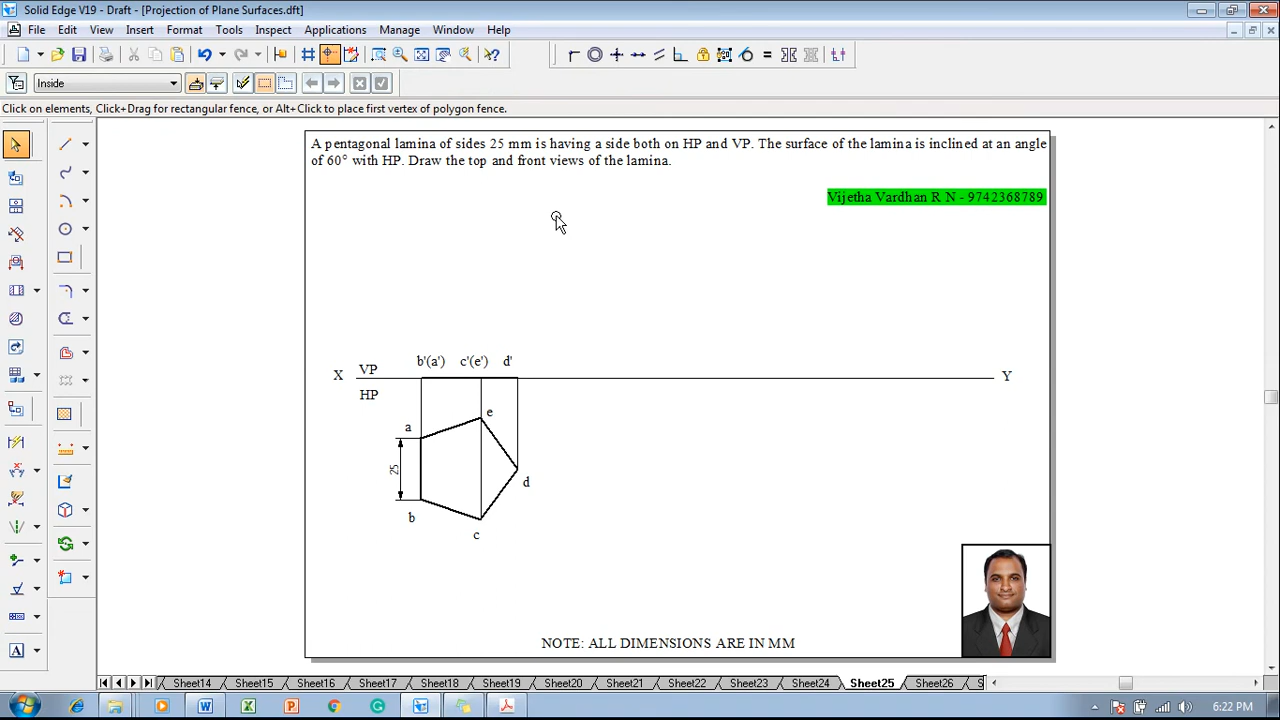 Solid Edge V19 - Draft - [Projection of Plane Surfaces.dft]
File Edit View Insert Format Tools Inspect Applications Manage Window Help
Inside
Click on elements, Click+Drag for rectangular fence, or Alt+Click to place first vertex of polygon fence.
A pentagonal lamina of sides 25 mm is having a side both on HP and VP. The surface of the lamina is inclined at an angle
of 60° with HP. Draw the top and front views of the lamina.
Vijetha Vardhan R N - 9742368789
b'(a') c'(e') d'
X VP Y
HP
e
a
25
d
b
c
NOTE: ALL DIMENSIONS ARE IN MM
Sheet14 Sheet15 Sheet16 Sheet17 Sheet18 Sheet19 Sheet20 Sheet21 Sheet22 Sheet23 Sheet24 Sheet25 Sheet26 S
6:22 PM